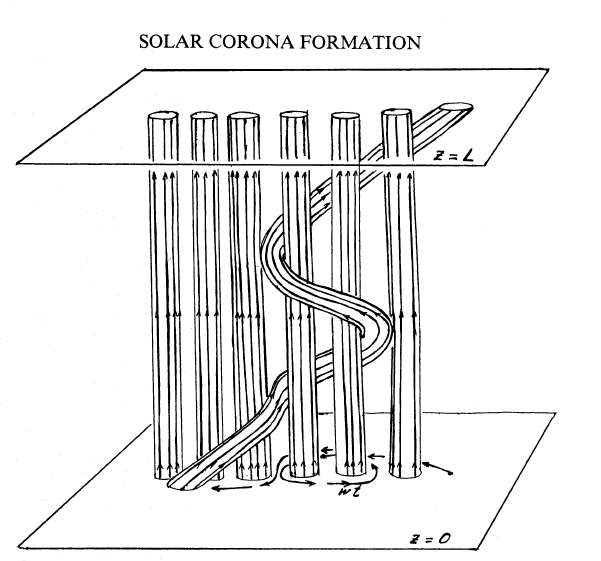 SOLAR CORONA FORMATION
z = L
wt
z = 0